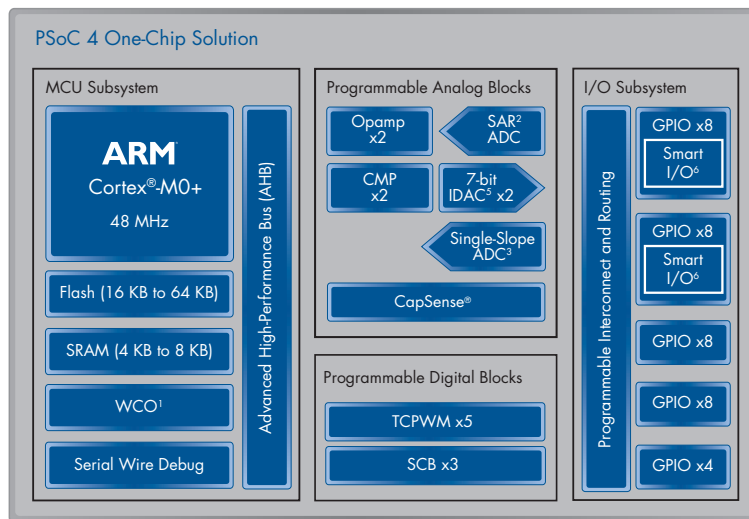 PSoC 4 One-Chip Solution
MCU Subsystem
ARM
Cortex®-M0+
48 MHz
Flash (16 KB to 64 KB)
SRAM (4 KB to 8 KB)
WCO¹
Serial Wire Debug
Advanced High-Performance Bus (AHB)
Programmable Analog Blocks
Opamp
x2
SAR²
ADC
CMP
x2
7-bit
IDAC⁵ x2
Single-Slope
ADC³
CapSense®
Programmable Digital Blocks
TCPWM x5
SCB x3
I/O Subsystem
Programmable Interconnect and Routing
GPIO x8
Smart
I/O⁶
GPIO x8
Smart
I/O⁶
GPIO x8
GPIO x8
GPIO x4